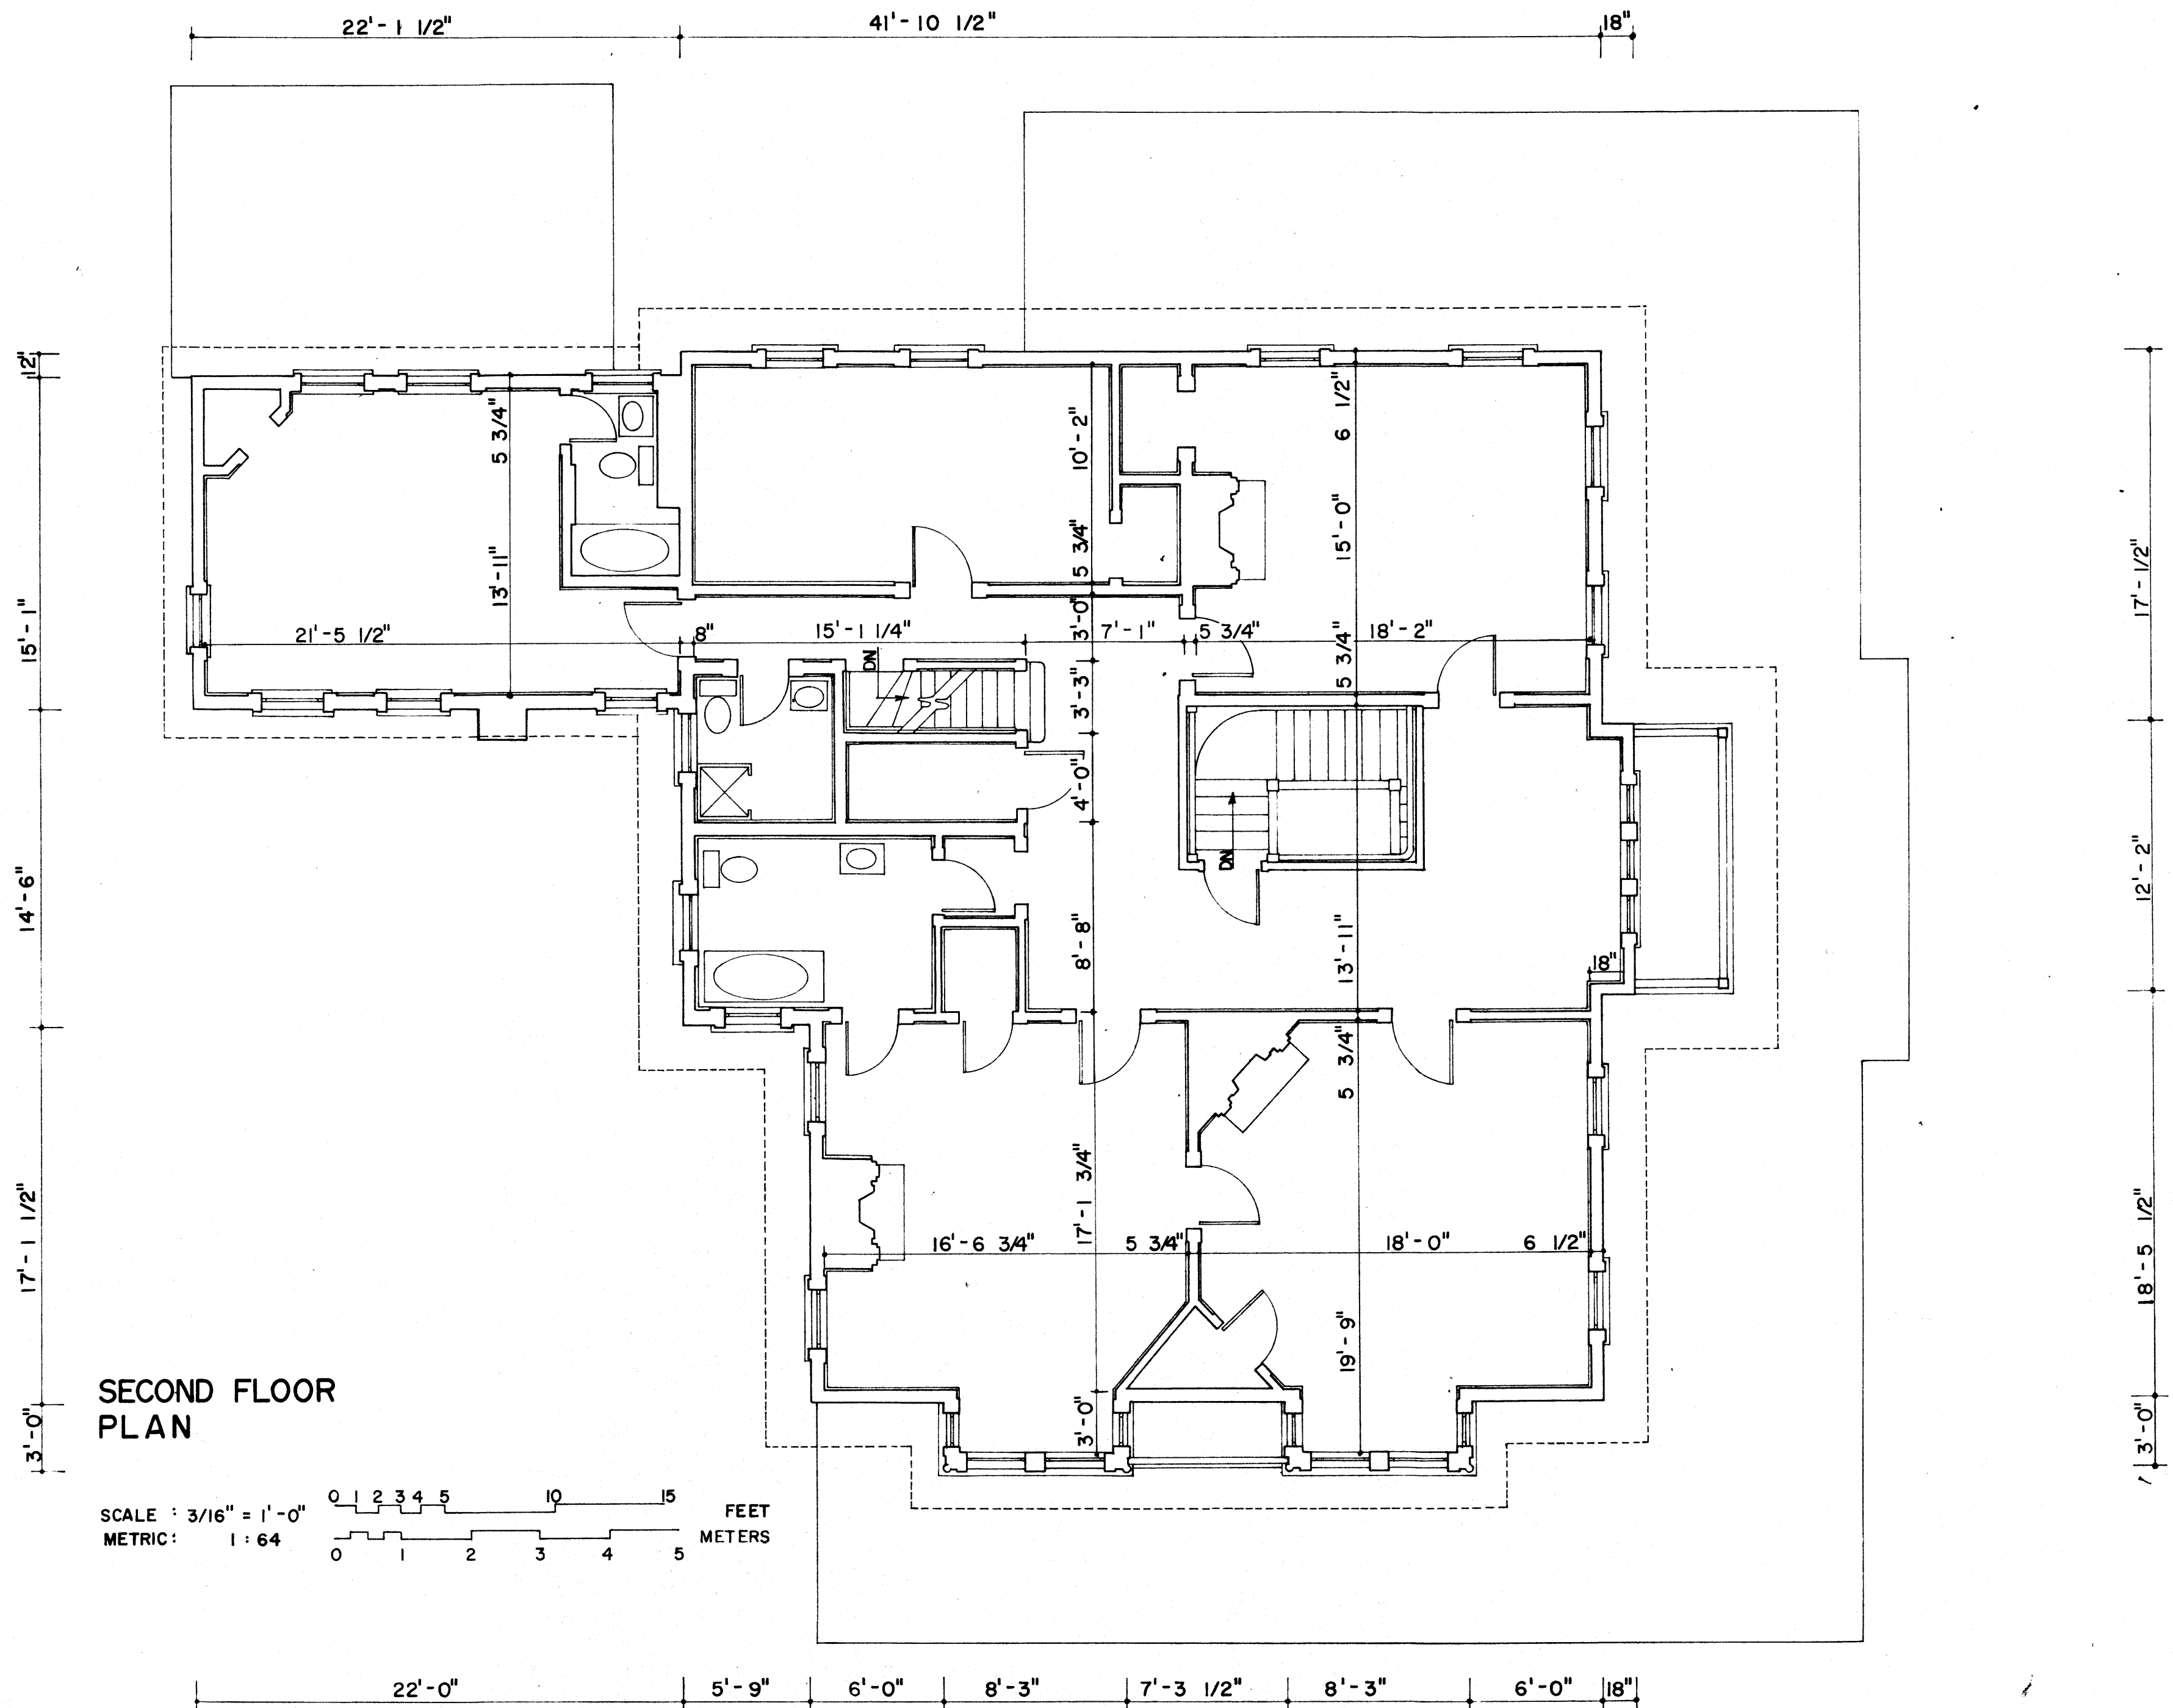 22'-1 1/2" 41'-10 1/2" 18"
12"
15'-1"
14'-6"
17'-1 1/2"
3'-0"
5 3/4"
13'-11"
21'-5 1/2" 8" 15'-1 1/4" 7'-1" 5 3/4" 18'-2"
10'-2"
5 3/4"
3'-0"
3'-3"
4'-0"
8'-8"
17'-1 3/4"
3'-0"
6 1/2"
15'-0"
5 3/4"
13'-11"
5 3/4"
19'-9"
DN
DN
18"
16'-6 3/4" 5 3/4" 18'-0" 6 1/2"
17'-1/2"
12'-2"
18'-5 1/2"
3'-0"
SECOND FLOOR
PLAN
0 1 2 3 4 5 10 15
SCALE : 3/16" = 1'-0" FEET
METRIC: 1:64 METERS
0 1 2 3 4 5
22'-0" 5'-9" 6'-0" 8'-3" 7'-3 1/2" 8'-3" 6'-0" 18"